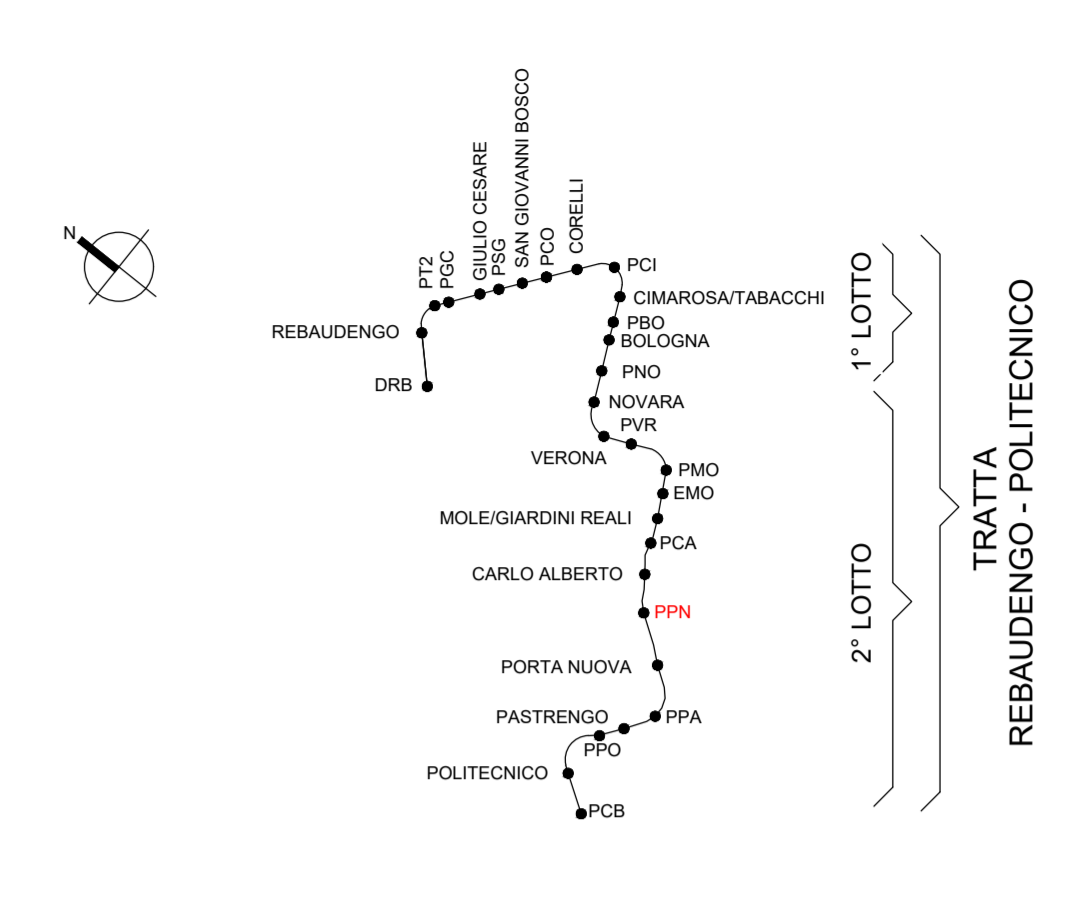 N
PT2
PGC
GIULIO CESARE
PSG
SAN GIOVANNI BOSCO
PCO
CORELLI
PCI
CIMAROSA/TABACCHI
REBAUDENGO
PBO
BOLOGNA
DRB
PNO
NOVARA
PVR
VERONA
PMO
EMO
MOLE/GIARDINI REALI
PCA
CARLO ALBERTO
PPN
PORTA NUOVA
PASTRENGO
PPA
PPO
POLITECNICO
PCB
1° LOTTO
2° LOTTO
TRATTA
REBAUDENGO - POLITECNICO